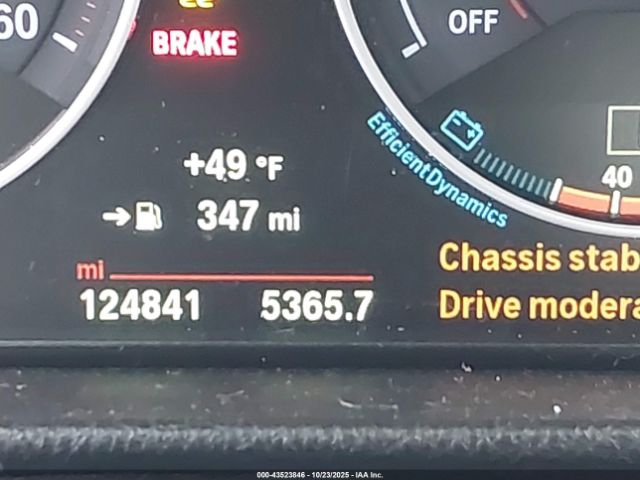 60
BRAKE
OFF
EfficientDynamics
+49 °F
40
→ 347 mi
mi
124841 5365.7
Chassis stab
Drive modera
000-43523846 - 10/23/2025 - IAA Inc.